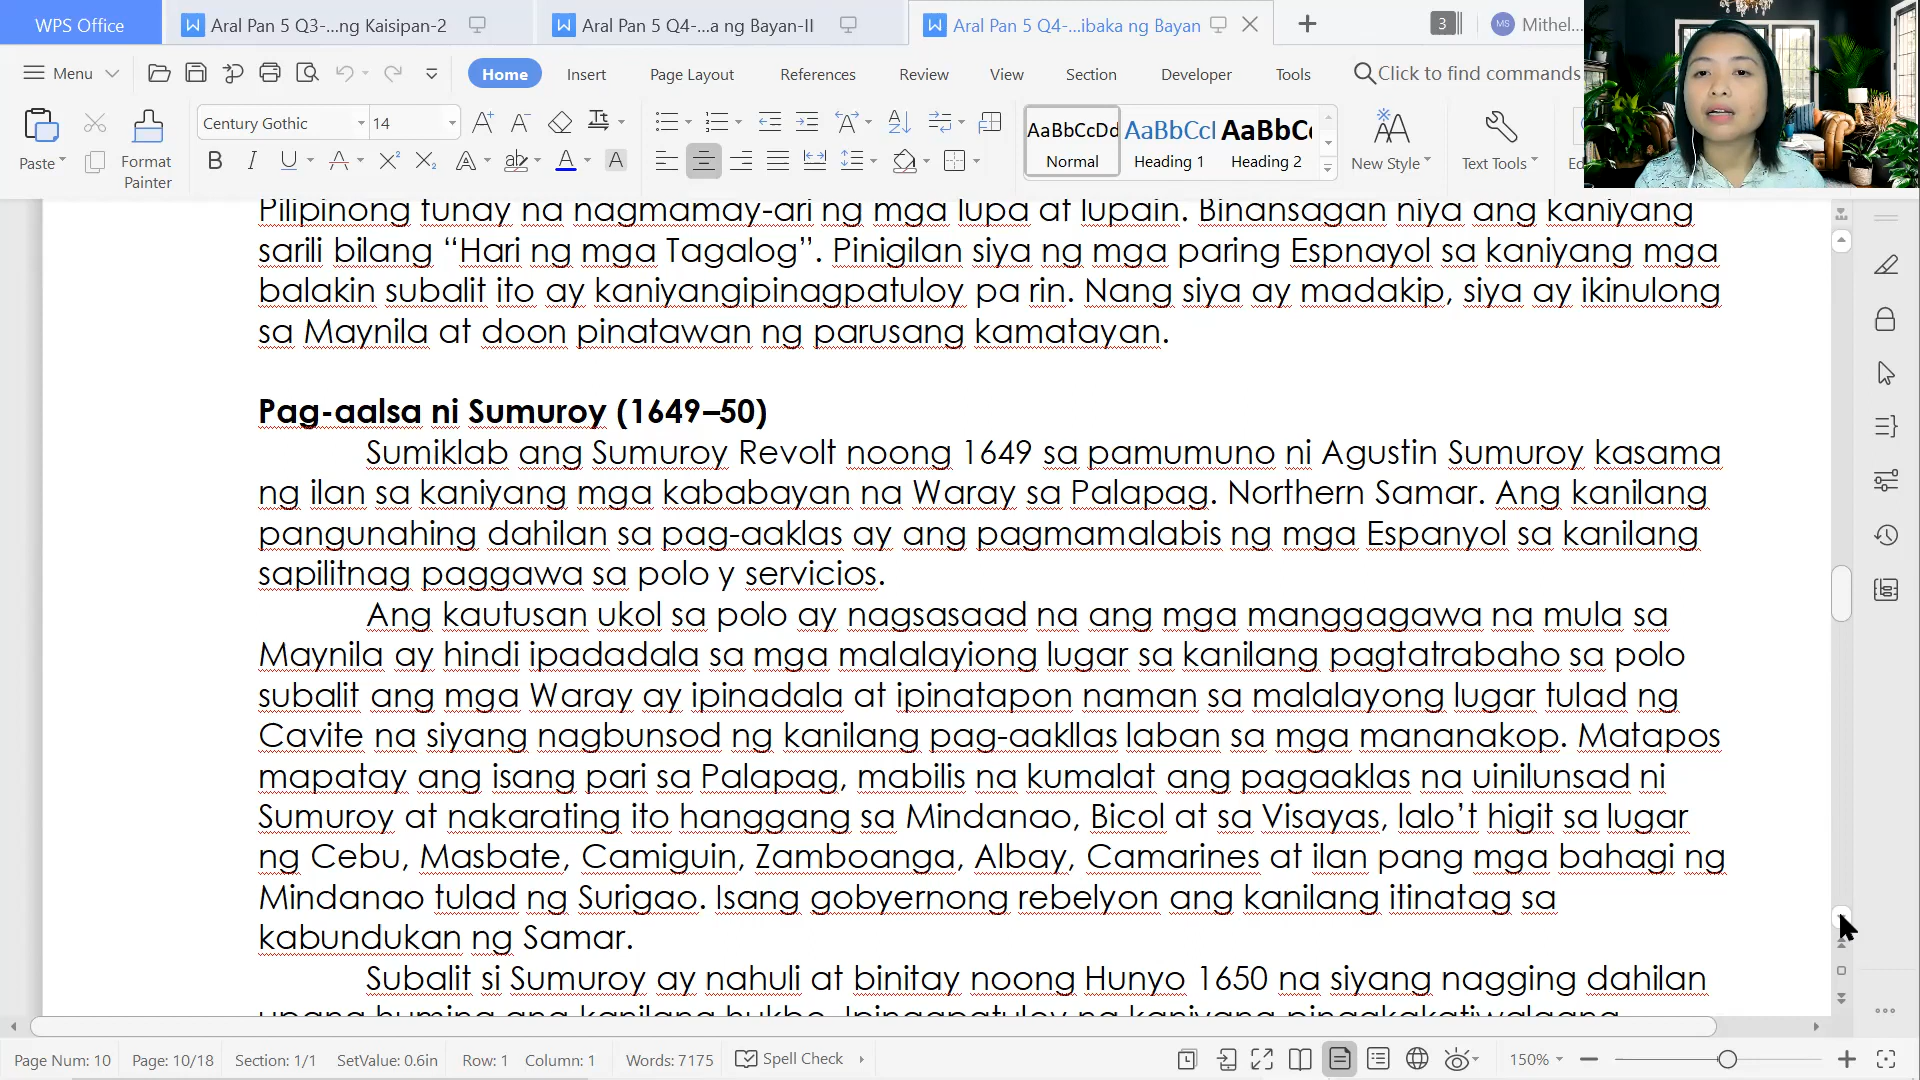 WPS Office
Aral Pan 5 Q3-...ng Kaisipan-2
Aral Pan 5 Q4-...a ng Bayan-II
Aral Pan 5 Q4-...ibaka ng Bayan
3
MS
Mithel...
Menu
Home
Insert
Page Layout
References
Review
View
Section
Developer
Tools
Click to find commands
Paste
Format
Painter
Century Gothic
14
AaBbCcDd
Normal
AaBbCcl
Heading 1
AaBbCc
Heading 2
New Style
Text Tools
Pilipinong tunay na nagmamay-ari ng mga lupa at lupain. Binansagan niya ang kaniyang
sarili bilang “Hari ng mga Tagalog”. Pinigilan siya ng mga paring Espnayol sa kaniyang mga
balakin subalit ito ay kaniyangipinagpatuloy pa rin. Nang siya ay madakip, siya ay ikinulong
sa Maynila at doon pinatawan ng parusang kamatayan.
Pag-aalsa ni Sumuroy (1649–50)
Sumiklab ang Sumuroy Revolt noong 1649 sa pamumuno ni Agustin Sumuroy kasama
ng ilan sa kaniyang mga kababayan na Waray sa Palapag. Northern Samar. Ang kanilang
pangunahing dahilan sa pag-aaklas ay ang pagmamalabis ng mga Espanyol sa kanilang
sapilitnag paggawa sa polo y servicios.
Ang kautusan ukol sa polo ay nagsasaad na ang mga manggagawa na mula sa
Maynila ay hindi ipadadala sa mga malalayiong lugar sa kanilang pagtatrabaho sa polo
subalit ang mga Waray ay ipinadala at ipinatapon naman sa malalayong lugar tulad ng
Cavite na siyang nagbunsod ng kanilang pag-aakllas laban sa mga mananakop. Matapos
mapatay ang isang pari sa Palapag, mabilis na kumalat ang pagaaklas na uinilunsad ni
Sumuroy at nakarating ito hanggang sa Mindanao, Bicol at sa Visayas, lalo’t higit sa lugar
ng Cebu, Masbate, Camiguin, Zamboanga, Albay, Camarines at ilan pang mga bahagi ng
Mindanao tulad ng Surigao. Isang gobyernong rebelyon ang kanilang itinatag sa
kabundukan ng Samar.
Subalit si Sumuroy ay nahuli at binitay noong Hunyo 1650 na siyang nagging dahilan
Page Num: 10
Page: 10/18
Section: 1/1
SetValue: 0.6in
Row: 1
Column: 1
Words: 7175
Spell Check
150%